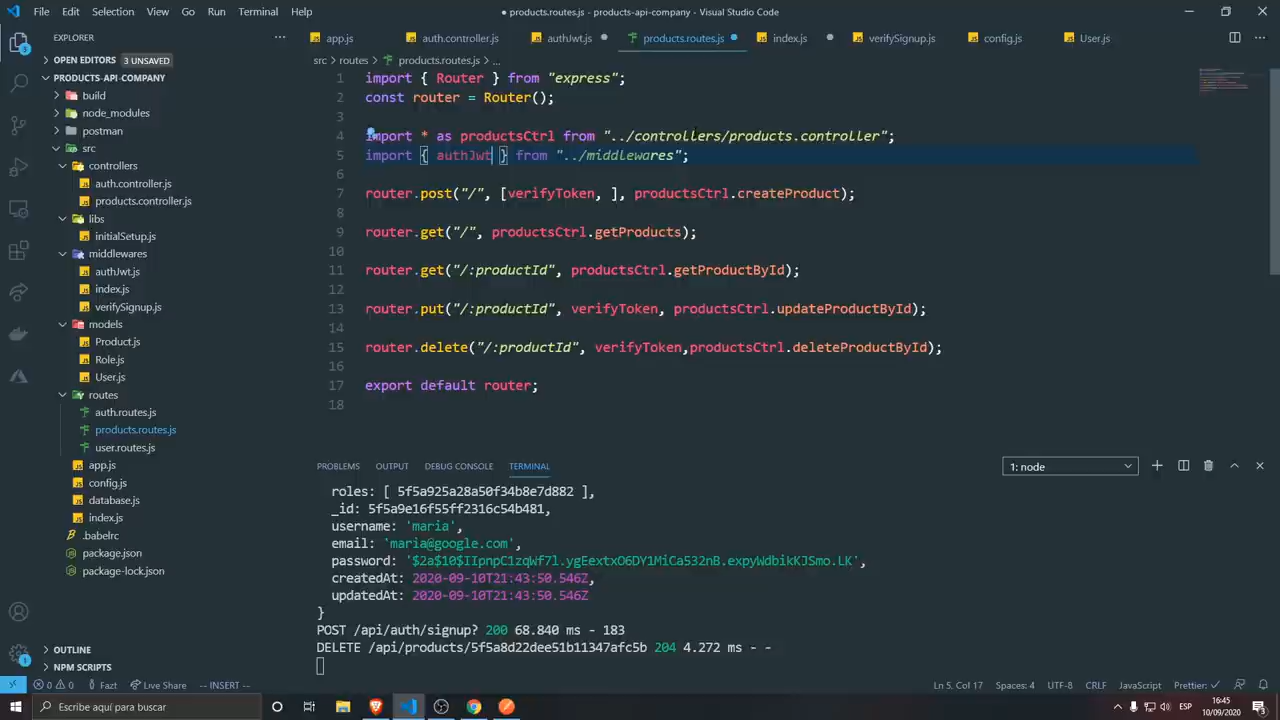 File Edit Selection View Go Run Terminal Help
● products.routes.js - products-api-company - Visual Studio Code
EXPLORER ···
app.js auth.controller.js authJwt.js ● products.routes.js ● index.js ● verifySignup.js config.js User.js ···
OPEN EDITORS 3 UNSAVED
PRODUCTS-API-COMPANY
build
node_modules
postman
src
controllers
auth.controller.js
products.controller.js
libs
initialSetup.js
middlewares
authJwt.js
index.js
verifySignup.js
models
Product.js
Role.js
User.js
routes
auth.routes.js
products.routes.js
user.routes.js
app.js
config.js
database.js
index.js
.babelrc
package.json
package-lock.json
OUTLINE
NPM SCRIPTS
src > routes > products.routes.js > ...
1 import { Router } from "express";
2 const router = Router();
3
4 import * as productsCtrl from "../controllers/products.controller";
5 import { authJwt } from "../middlewares";
6
7 router.post("/", [verifyToken, ], productsCtrl.createProduct);
8
9 router.get("/", productsCtrl.getProducts);
10
11 router.get("/:productId", productsCtrl.getProductById);
12
13 router.put("/:productId", verifyToken, productsCtrl.updateProductById);
14
15 router.delete("/:productId", verifyToken,productsCtrl.deleteProductById);
16
17 export default router;
18
PROBLEMS OUTPUT DEBUG CONSOLE TERMINAL 1: node
roles: [ 5f5a925a28a50f34b8e7d882 ],
_id: 5f5a9e16f55ff2316c54b481,
username: 'maria',
email: 'maria@google.com',
password: '$2a$10$IIpnpC1zqWf7l.ygEextxO6DY1MiCa532nB.expyWdbikKJSmo.LK',
createdAt: 2020-09-10T21:43:50.546Z,
updatedAt: 2020-09-10T21:43:50.546Z
}
POST /api/auth/signup? 200 68.840 ms - 183
DELETE /api/products/5f5a8d22dee51b11347afc5b 204 4.272 ms - -
1 0 0 Fazt Live Share -- INSERT -- Ln 5, Col 17 Spaces: 4 UTF-8 CRLF JavaScript Prettier: ✓
Escribe aquí para buscar ESP 16:45
10/09/2020 3